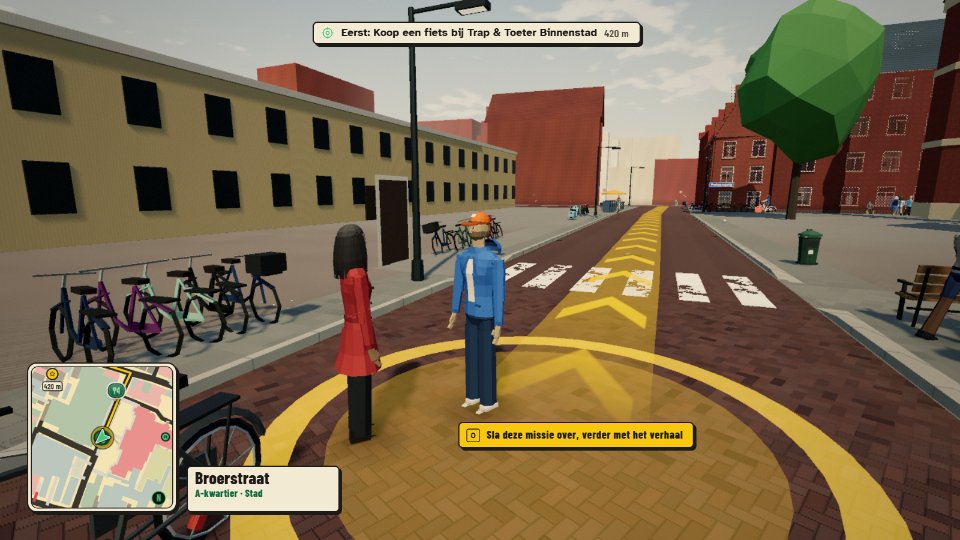 Eerst: Koop een fiets bij Trap & Toeter Binnenstad 420 m
420 m
O Sla deze missie over, verder met het verhaal
Broerstraat
A-kwartier · Stad
N
1